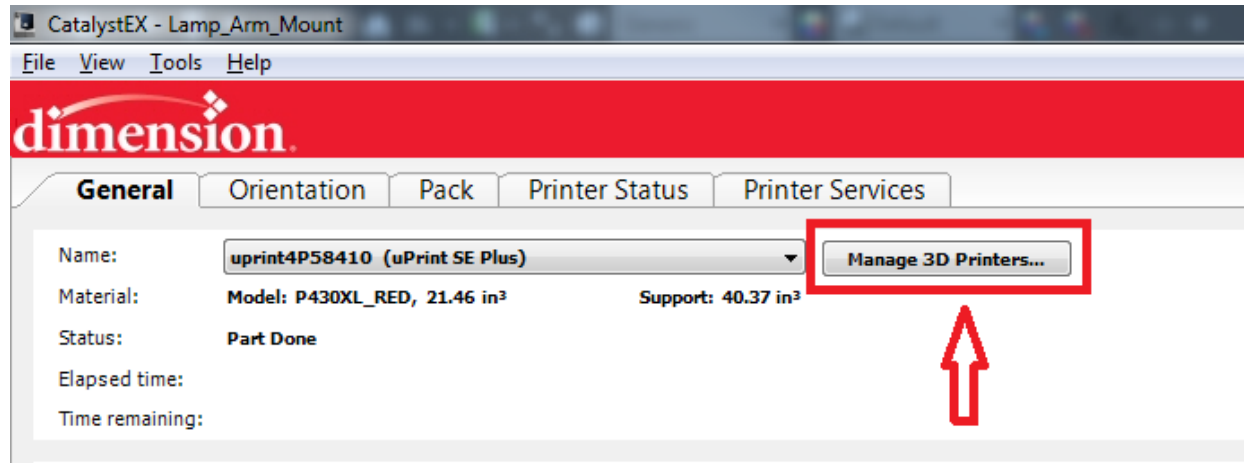 CatalystEX - Lamp_Arm_Mount
File View Tools Help
dimension.
General Orientation Pack Printer Status Printer Services
Name: uprint4P58410 (uPrint SE Plus) Manage 3D Printers...
Material: Model: P430XL_RED, 21.46 in³ Support: 40.37 in³
Status: Part Done
Elapsed time:
Time remaining: